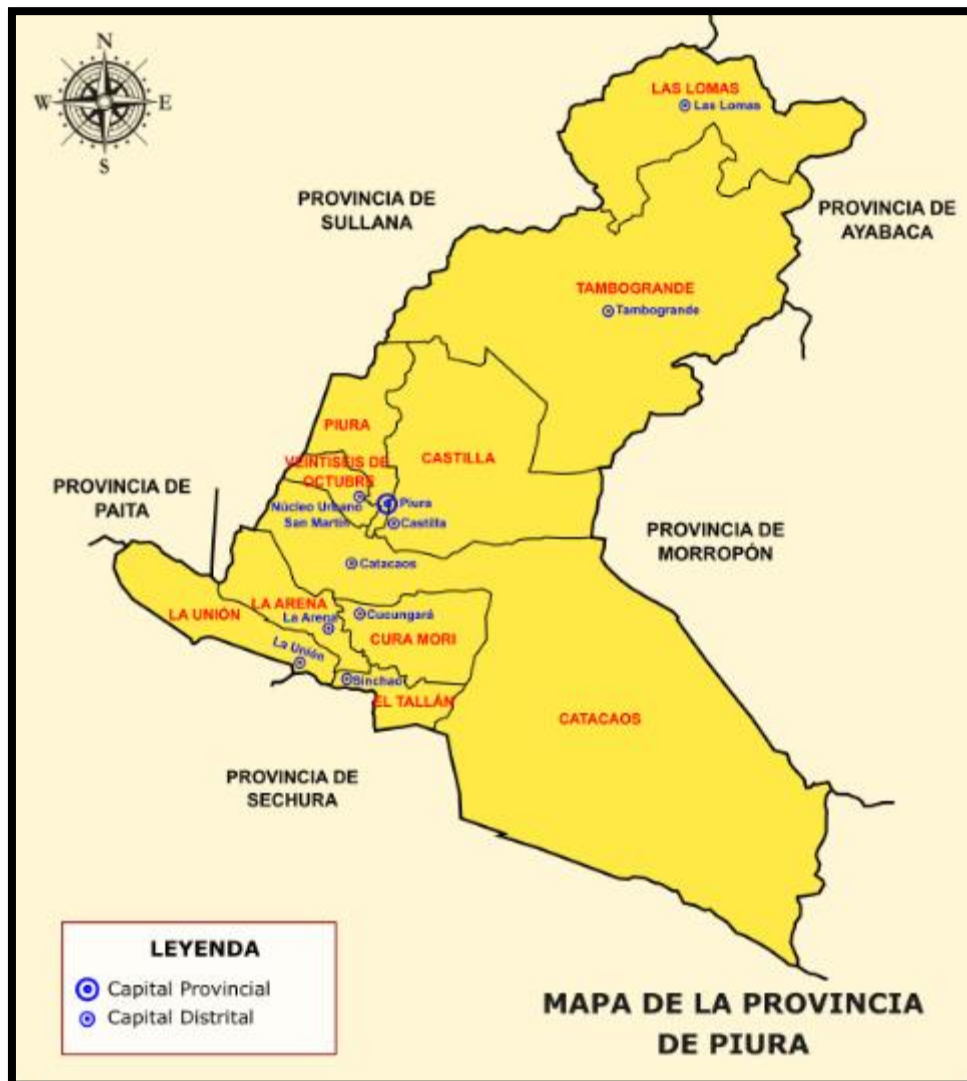 N
W
E
S
LAS LOMAS
Las Lomas
PROVINCIA DE
SULLANA
PROVINCIA DE
AYABACA
TAMBOGRANDE
Tambogrande
PIURA
CASTILLA
VEINTISEIS DE
OCTUBRE
Núcleo Urbano
San Martín
Piura
Castilla
PROVINCIA DE
PAITA
PROVINCIA DE
MORROPÓN
Catacaos
LA ARENA
La Arena
LA UNIÓN
La Unión
Cucungará
CURA MORI
Sinchao
EL TALLÁN
CATACAOS
PROVINCIA DE
SECHURA
LEYENDA
Capital Provincial
Capital Distrital
MAPA DE LA PROVINCIA
DE PIURA